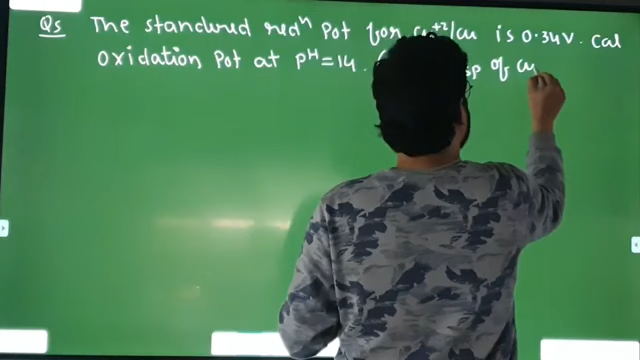 Qs The standured redⁿ Pot for Cu⁺²/Cu is 0.34V. Cal
oxidation Pot at Pᴴ=14. sp of Cu